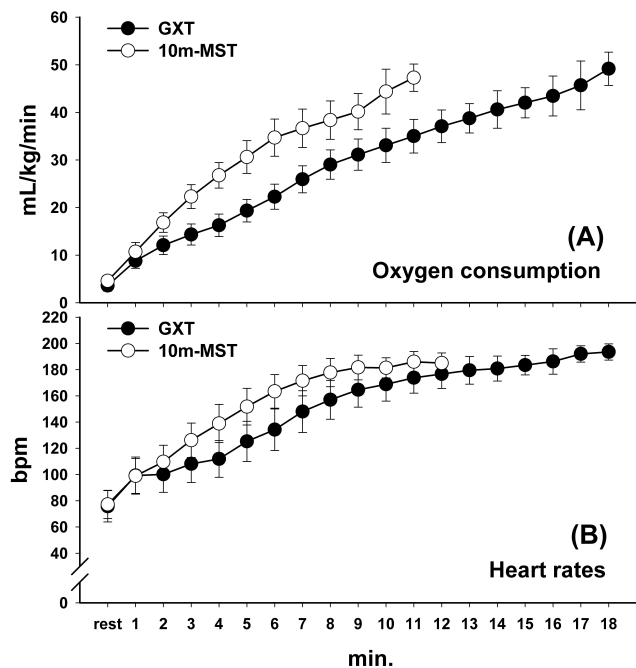 60
GXT
10m-MST
50
40
mL/kg/min
30
20
(A)
10
Oxygen consumption
0
220
GXT
200
10m-MST
180
160
140
bpm
120
100
80
60
(B)
40
Heart rates
0
rest 1 2 3 4 5 6 7 8 9 10 11 12 13 14 15 16 17 18
min.